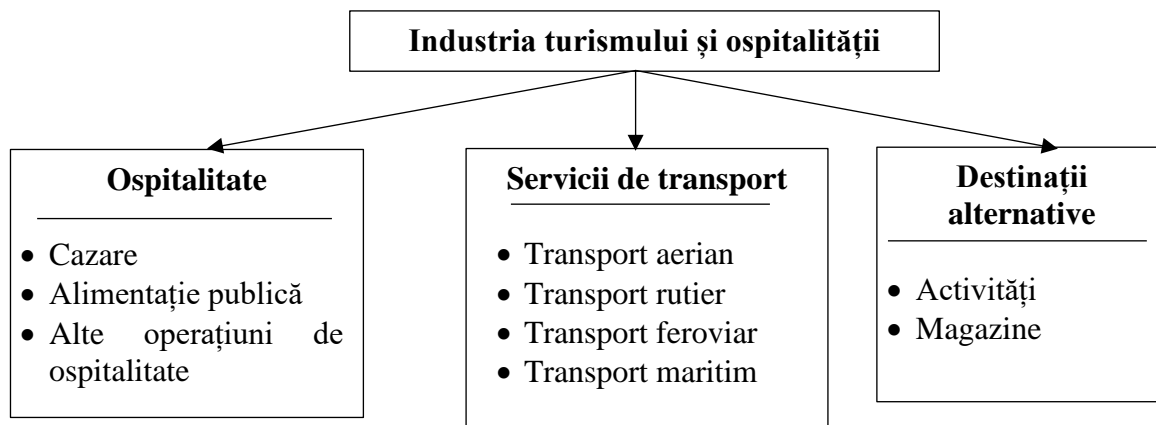 Industria turismului și ospitalității
Ospitalitate
• Cazare
• Alimentație publică
• Alte operațiuni de
ospitalitate
Servicii de transport
• Transport aerian
• Transport rutier
• Transport feroviar
• Transport maritim
Destinații
alternative
• Activități
• Magazine